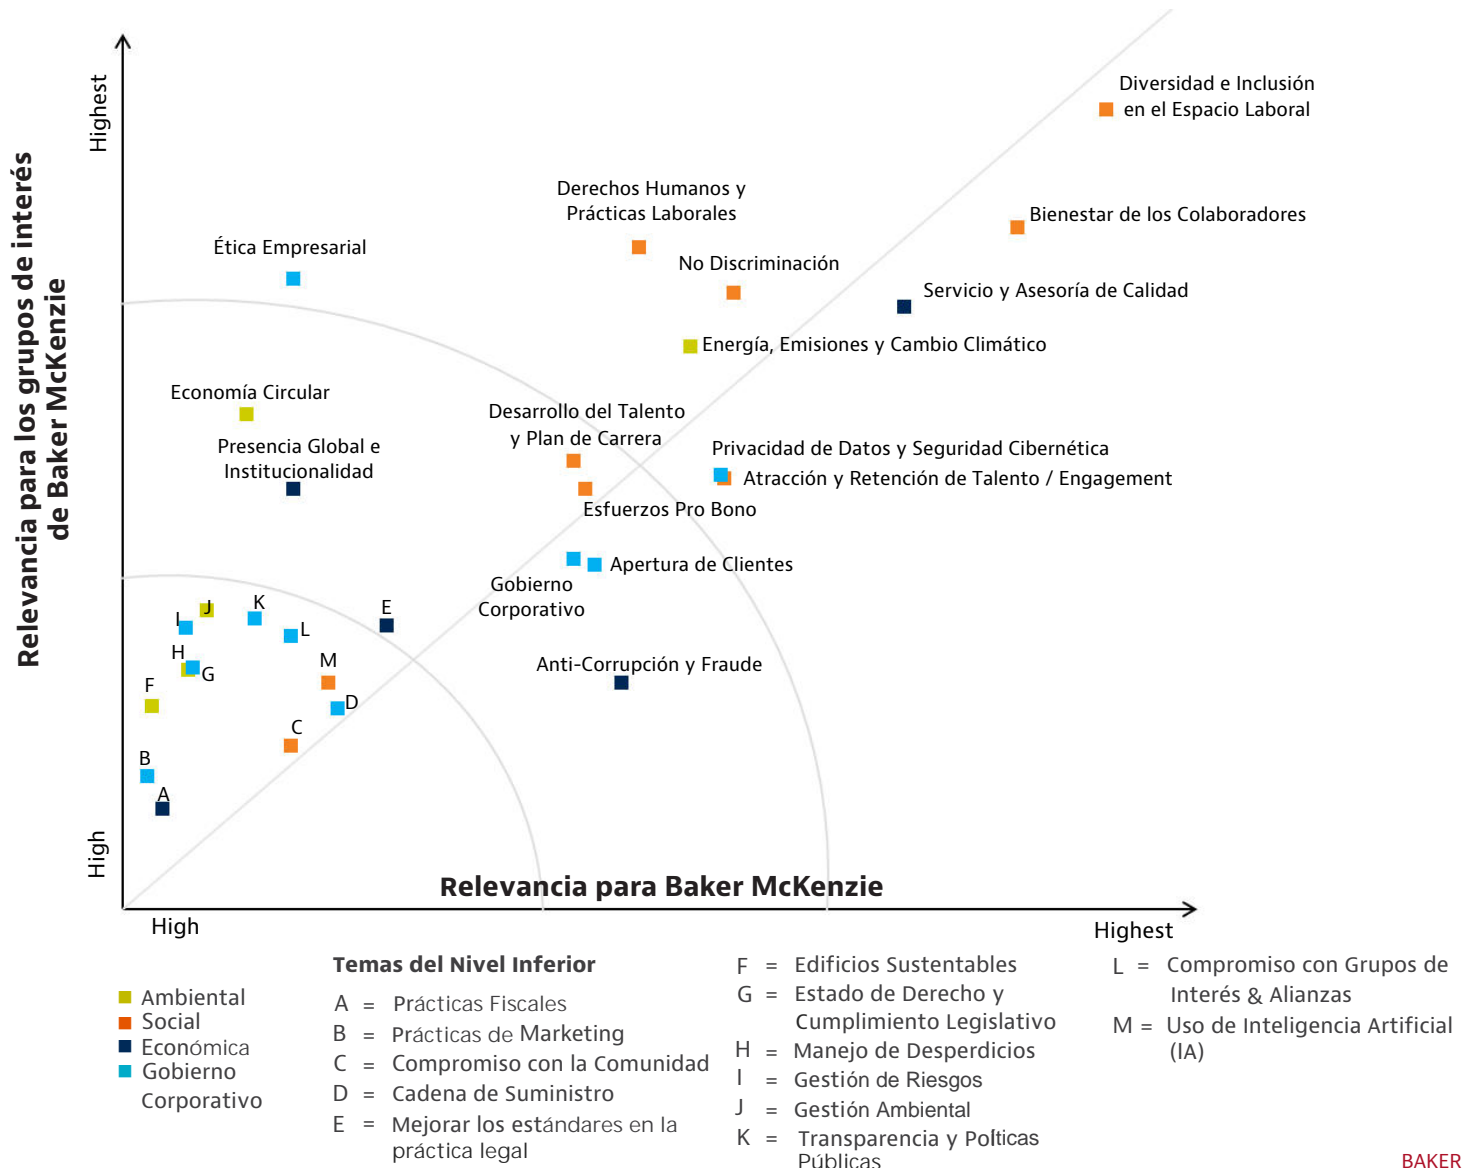 Highest
Relevancia para los grupos de interés
de Baker McKenzie
High
Diversidad e Inclusión
en el Espacio Laboral
Derechos Humanos y
Prácticas Laborales
Bienestar de los Colaboradores
Ética Empresarial
No Discriminación
Servicio y Asesoría de Calidad
Energía, Emisiones y Cambio Climático
Economía Circular
Desarrollo del Talento
y Plan de Carrera
Presencia Global e
Institucionalidad
Privacidad de Datos y Seguridad Cibernética
Atracción y Retención de Talento / Engagement
Esfuerzos Pro Bono
Apertura de Clientes
Gobierno
Corporativo
Anti-Corrupción y Fraude
J
K
E
I
L
H
G
M
F
D
C
B
A
Relevancia para Baker McKenzie
High
Highest
Ambiental
Social
Económica
Gobierno
Corporativo
Temas del Nivel Inferior
A = Prácticas Fiscales
B = Prácticas de Marketing
C = Compromiso con la Comunidad
D = Cadena de Suministro
E = Mejorar los estándares en la
práctica legal
F = Edificios Sustentables
G = Estado de Derecho y
Cumplimiento Legislativo
H = Manejo de Desperdicios
I = Gestión de Riesgos
J = Gestión Ambiental
K = Transparencia y Políticas
Públicas
L = Compromiso con Grupos de
Interés & Alianzas
M = Uso de Inteligencia Artificial
(IA)
BAKER